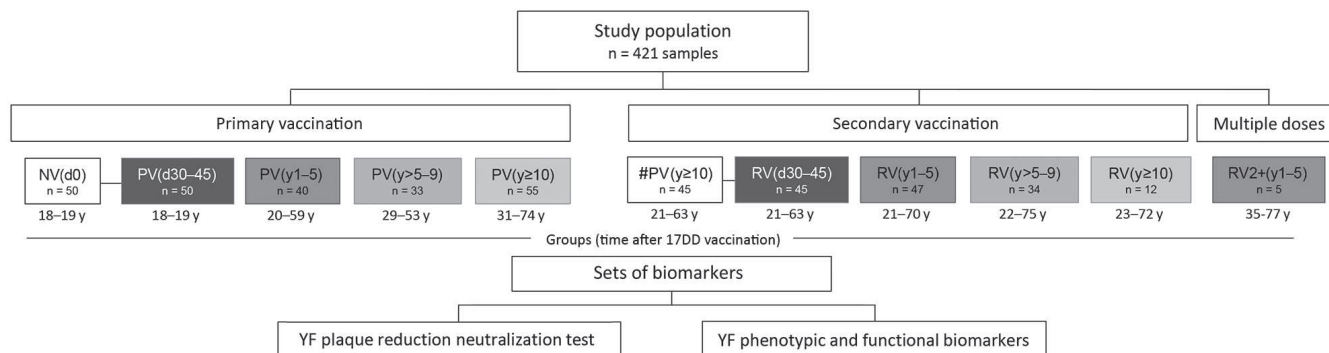 Study population
n = 421 samples
Primary vaccination
Secondary vaccination
Multiple doses
NV(d0)
n = 50
PV(d30–45)
n = 50
PV(y1–5)
n = 40
PV(y>5–9)
n = 33
PV(y≥10)
n = 55
#PV(y≥10)
n = 45
RV(d30–45)
n = 45
RV(y1–5)
n = 47
RV(y>5–9)
n = 34
RV(y≥10)
n = 12
RV2+(y1–5)
n = 5
18–19 y
18–19 y
20–59 y
29–53 y
31–74 y
21–63 y
21–63 y
21–70 y
22–75 y
23–72 y
35-77 y
Groups (time after 17DD vaccination)
Sets of biomarkers
YF plaque reduction neutralization test
YF phenotypic and functional biomarkers